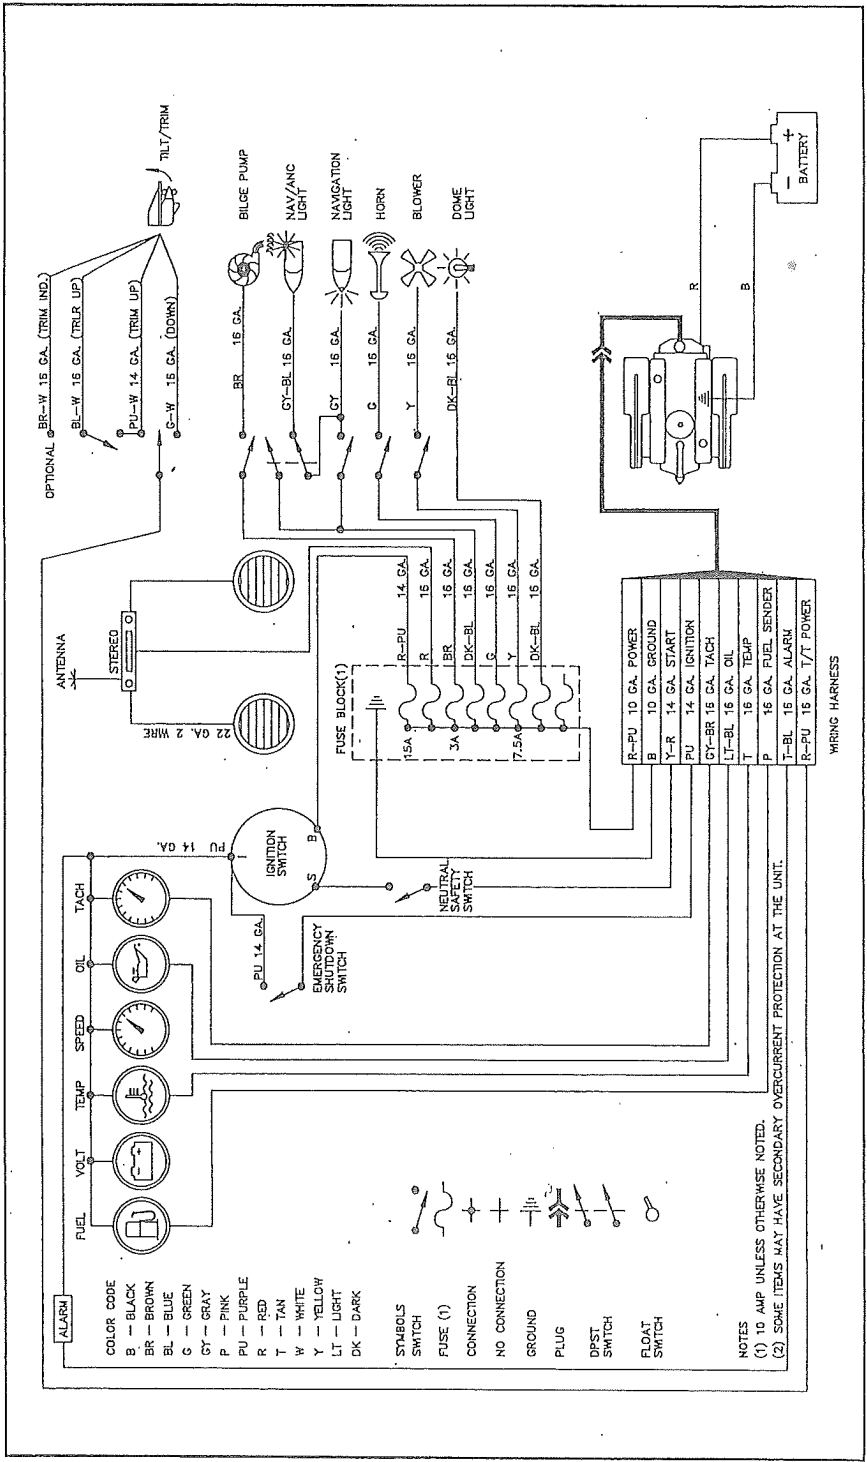 OPTIONAL
BR-W 16 GA. (TRIM IND.)
BL-W 16 GA. (TRLR UP)
PU-W 14 GA. (TRIM UP)
G-W 16 GA. (DOWN)
TILT/TRIM
BR 16 GA.
BILGE PUMP
GY-BL 16 GA.
NAV/ANC
LIGHT
GY 16 GA.
NAVIGATION
LIGHT
G 16 GA.
HORN
Y 16 GA.
BLOWER
DK-BL 16 GA.
DOME
LIGHT
R
B
BATTERY
+
-
ANTENNA
STEREO
22 GA. 2 WIRE
FUSE BLOCK(1)
15A
3A
7.5A
R-PU 14 GA.
R 16 GA.
BR 16 GA.
DK-BL 16 GA.
G 16 GA.
Y 16 GA.
DK-BL 16 GA.
PU 14 GA.
I
IGNITION
SWITCH
B
S
NEUTRAL
SAFETY
SWITCH
PU 14 GA.
EMERGENCY
SHUTDOWN
SWITCH
R-PU 10 GA. POWER
B 10 GA. GROUND
Y-R 14 GA. START
PU 14 GA. IGNITION
GY-BR 16 GA. TACH
LT-BL 16 GA. OIL
T 16 GA. TEMP
P 16 GA. FUEL SENDER
T-BL 16 GA. ALARM
R-PU 16 GA. T/T POWER
WIRING HARNESS
FUEL
VOLT
TEMP
SPEED
OIL
TACH
ALARM
COLOR CODE
B — BLACK
BR — BROWN
BL — BLUE
G — GREEN
GY — GRAY
P — PINK
PU — PURPLE
R — RED
T — TAN
W — WHITE
Y — YELLOW
LT — LIGHT
DK — DARK
SYMBOLS
SWITCH
FUSE (1)
CONNECTION
NO CONNECTION
GROUND
PLUG
DPST
SWITCH
FLOAT
SWITCH
NOTES
(1) 10 AMP UNLESS OTHERWISE NOTED.
(2) SOME ITEMS MAY HAVE SECONDARY OVERCURRENT PROTECTION AT THE UNIT.